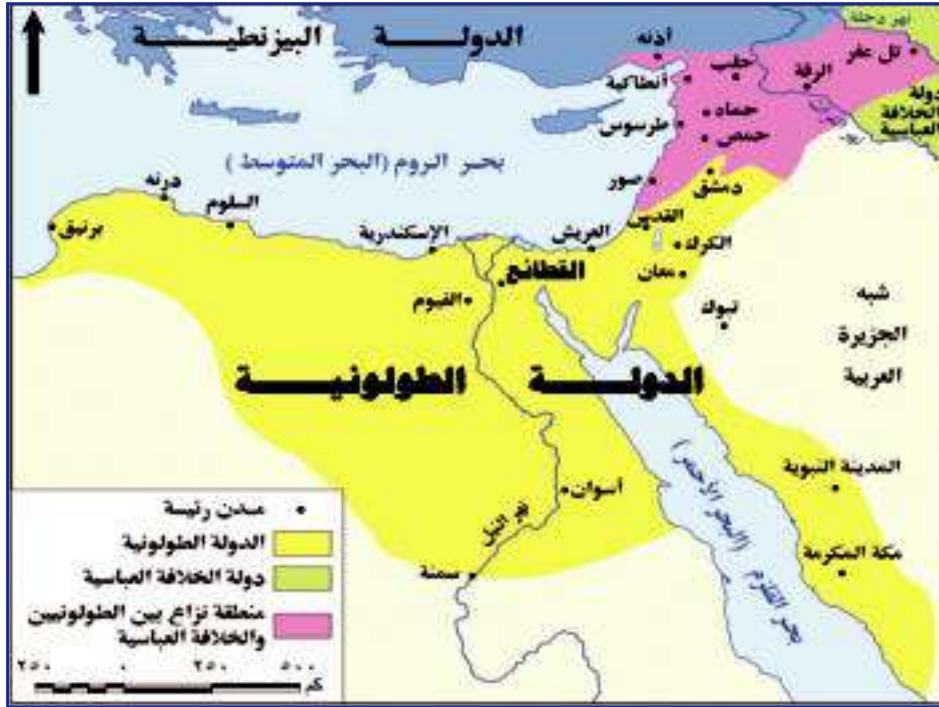 الدولة البيزنطية
نهر دجلة
تل عفر
أذنه
حلب
الرقة
أنطاكية
دولة
الخلافة
العباسية
حماه
طرسوس
حمص
بحر الروم (البحر المتوسط)
صور
دمشق
درنه
السلوم
برنيق
الإسكندرية
العريش
القدس
الكرك
القطائع
معان
الفيوم
تبوك
شبه
الجزيرة
العربية
الدولة الطولونية
المدينة النبوية
أسوان
نهر النيل
بحر القلزم (البحر الأحمر)
مكة المكرمة
سمنة
مدن رئيسة
الدولة الطولونية
دولة الخلافة العباسية
منطقة نزاع بين الطولونيين
والخلافة العباسية
٢٥٠ ٠ ٢٥٠ ٥٠٠
كم